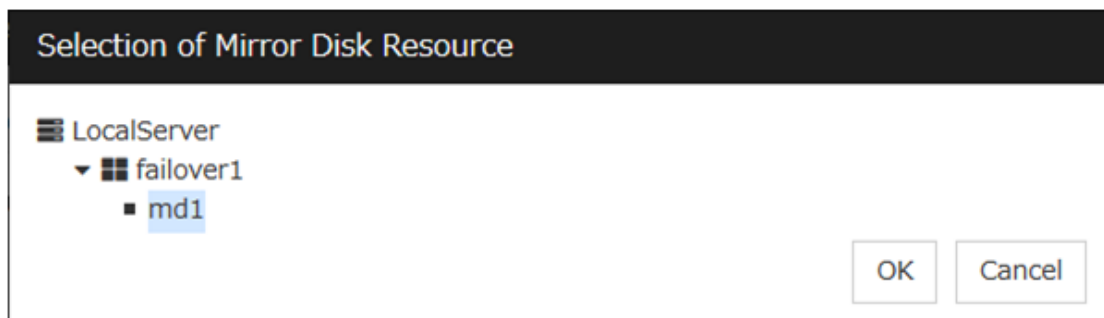 Selection of Mirror Disk Resource
LocalServer
failover1
md1
OK Cancel